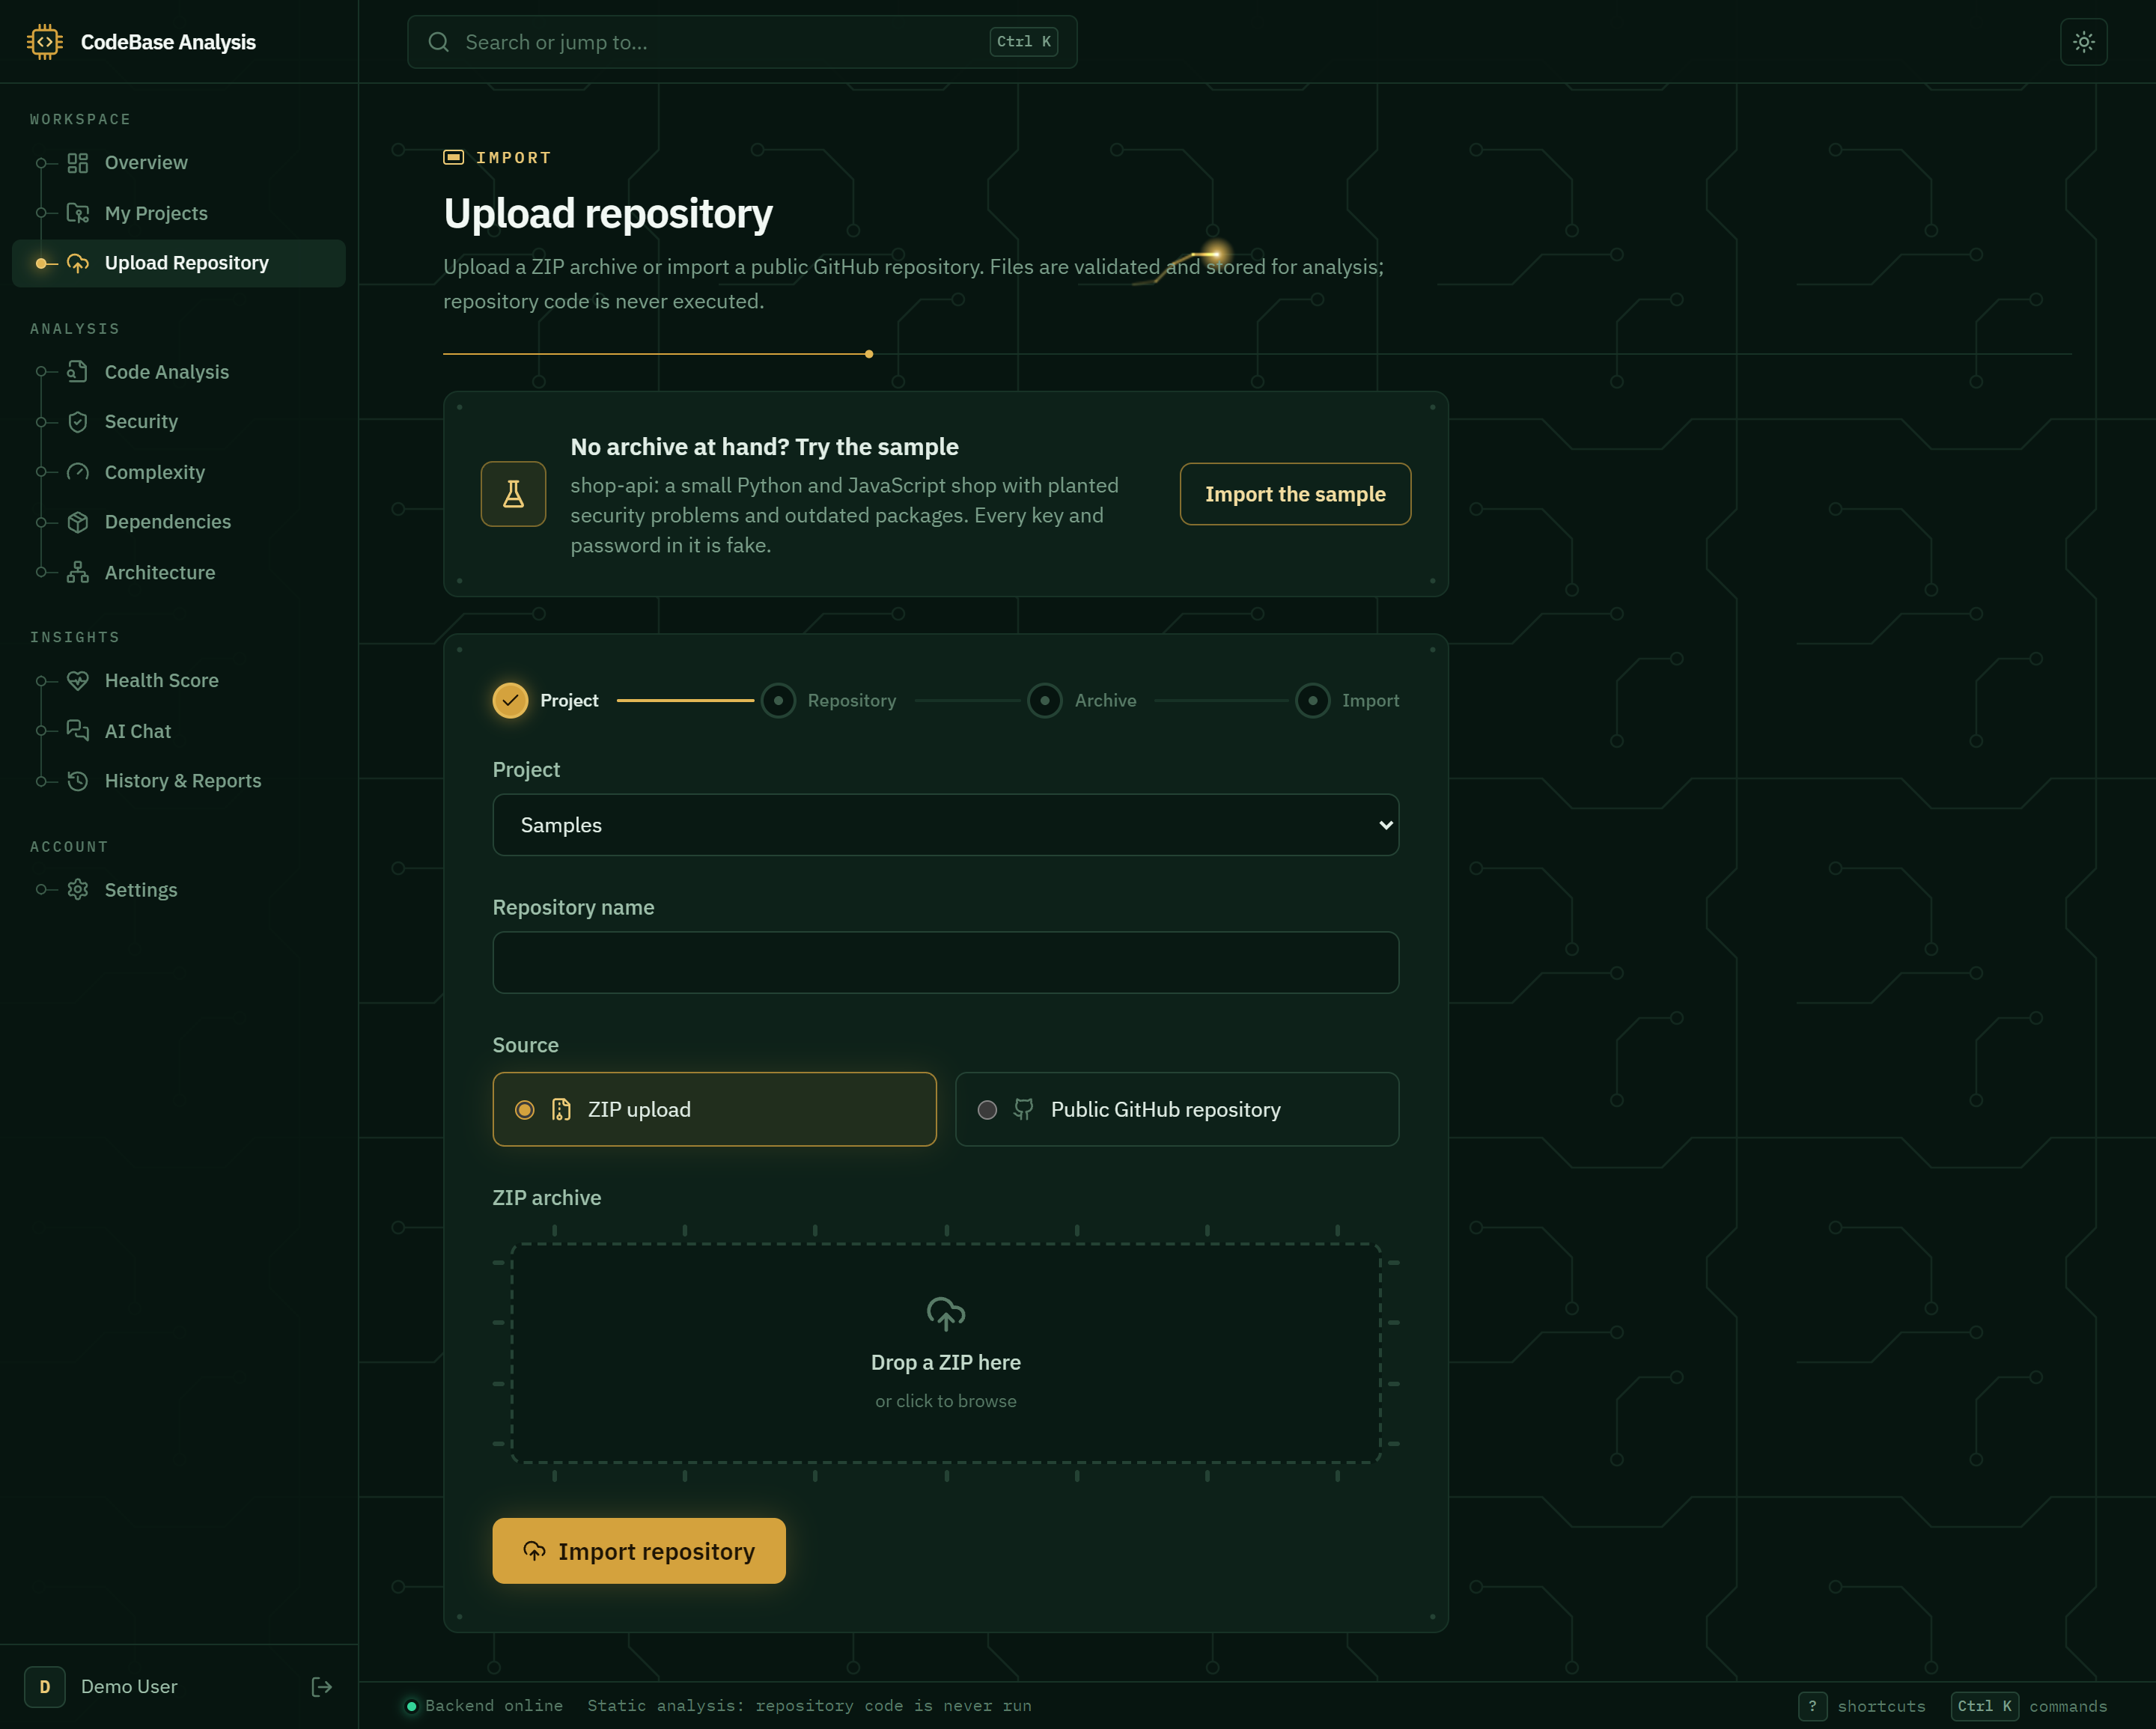 CodeBase Analysis
Search or jump to...
Ctrl K
WORKSPACE
Overview
My Projects
Upload Repository
ANALYSIS
Code Analysis
Security
Complexity
Dependencies
Architecture
INSIGHTS
Health Score
AI Chat
History & Reports
ACCOUNT
Settings
D
Demo User
IMPORT
Upload repository
Upload a ZIP archive or import a public GitHub repository. Files are validated and stored for analysis;
repository code is never executed.
No archive at hand? Try the sample
shop-api: a small Python and JavaScript shop with planted
security problems and outdated packages. Every key and
password in it is fake.
Import the sample
Project
Repository
Archive
Import
Project
Samples
Repository name
Source
ZIP upload
Public GitHub repository
ZIP archive
Drop a ZIP here
or click to browse
Import repository
Backend online
Static analysis: repository code is never run
? shortcuts
Ctrl K commands